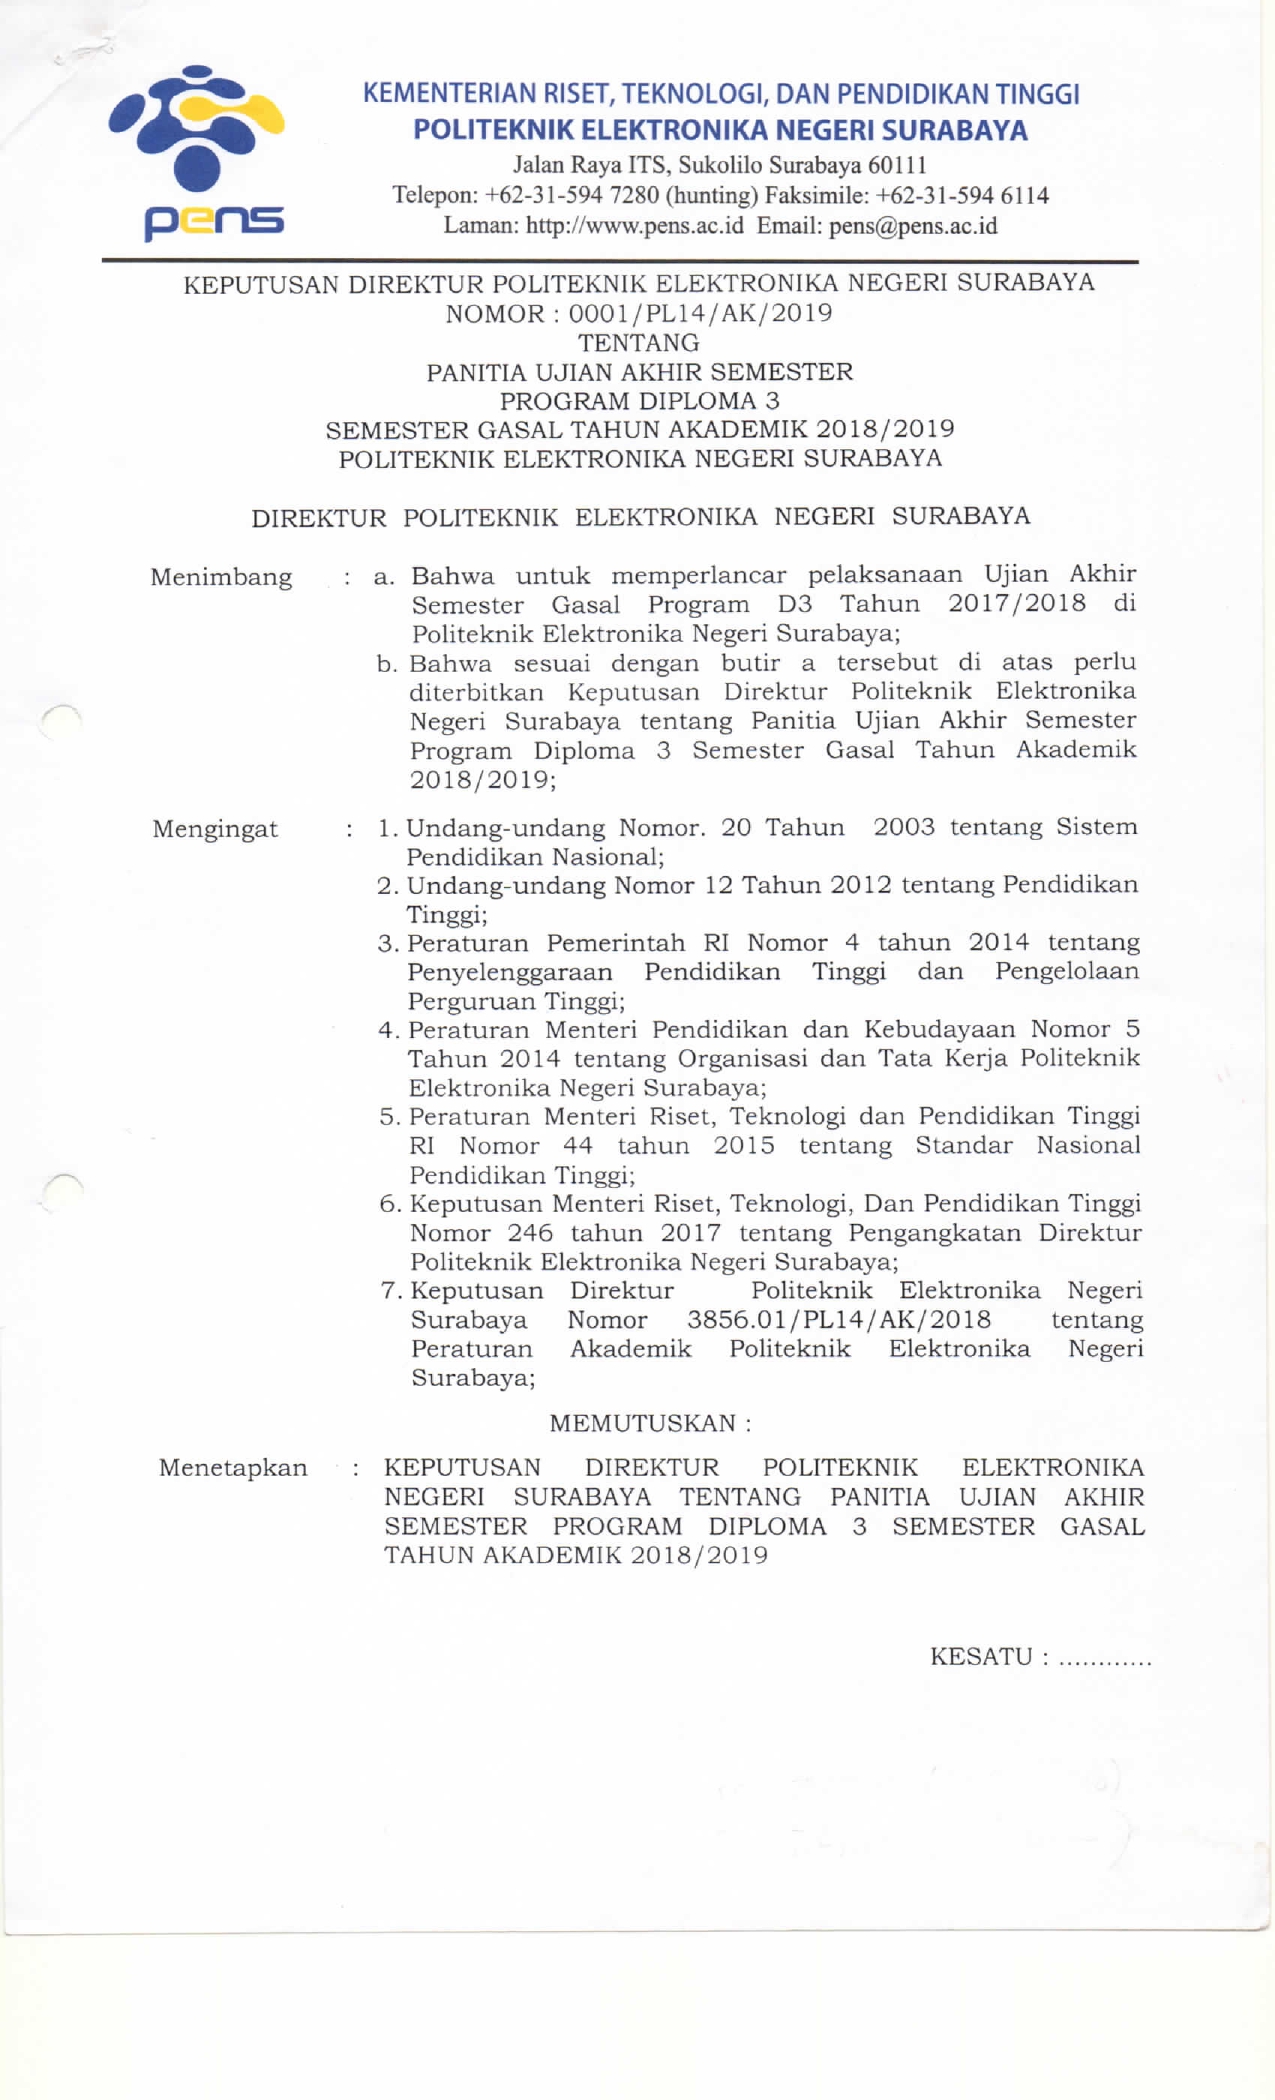 KEMENTERIAN RISET, TEKNOLOGI, DAN PENDIDIKAN TINGGI
POLITEKNIK ELEKTRONIKA NEGERI SURABAYA
Jalan Raya ITS, Sukolilo Surabaya 60111
Telepon: +62-31-594 7280 (hunting) Faksimile: +62-31-594 6114
Laman: http://www.pens.ac.id Email: pens@pens.ac.id
pens
KEPUTUSAN DIREKTUR POLITEKNIK ELEKTRONIKA NEGERI SURABAYA
NOMOR : 0001/PL14/AK/2019
TENTANG
PANITIA UJIAN AKHIR SEMESTER
PROGRAM DIPLOMA 3
SEMESTER GASAL TAHUN AKADEMIK 2018/2019
POLITEKNIK ELEKTRONIKA NEGERI SURABAYA
DIREKTUR POLITEKNIK ELEKTRONIKA NEGERI SURABAYA
Menimbang : a. Bahwa untuk memperlancar pelaksanaan Ujian Akhir
Semester Gasal Program D3 Tahun 2017/2018 di
Politeknik Elektronika Negeri Surabaya;
b. Bahwa sesuai dengan butir a tersebut di atas perlu
diterbitkan Keputusan Direktur Politeknik Elektronika
Negeri Surabaya tentang Panitia Ujian Akhir Semester
Program Diploma 3 Semester Gasal Tahun Akademik
2018/2019;
Mengingat : 1. Undang-undang Nomor. 20 Tahun 2003 tentang Sistem
Pendidikan Nasional;
2. Undang-undang Nomor 12 Tahun 2012 tentang Pendidikan
Tinggi;
3. Peraturan Pemerintah RI Nomor 4 tahun 2014 tentang
Penyelenggaraan Pendidikan Tinggi dan Pengelolaan
Perguruan Tinggi;
4. Peraturan Menteri Pendidikan dan Kebudayaan Nomor 5
Tahun 2014 tentang Organisasi dan Tata Kerja Politeknik
Elektronika Negeri Surabaya;
5. Peraturan Menteri Riset, Teknologi dan Pendidikan Tinggi
RI Nomor 44 tahun 2015 tentang Standar Nasional
Pendidikan Tinggi;
6. Keputusan Menteri Riset, Teknologi, Dan Pendidikan Tinggi
Nomor 246 tahun 2017 tentang Pengangkatan Direktur
Politeknik Elektronika Negeri Surabaya;
7. Keputusan Direktur Politeknik Elektronika Negeri
Surabaya Nomor 3856.01/PL14/AK/2018 tentang
Peraturan Akademik Politeknik Elektronika Negeri
Surabaya;
MEMUTUSKAN :
Menetapkan : KEPUTUSAN DIREKTUR POLITEKNIK ELEKTRONIKA
NEGERI SURABAYA TENTANG PANITIA UJIAN AKHIR
SEMESTER PROGRAM DIPLOMA 3 SEMESTER GASAL
TAHUN AKADEMIK 2018/2019
KESATU : ............